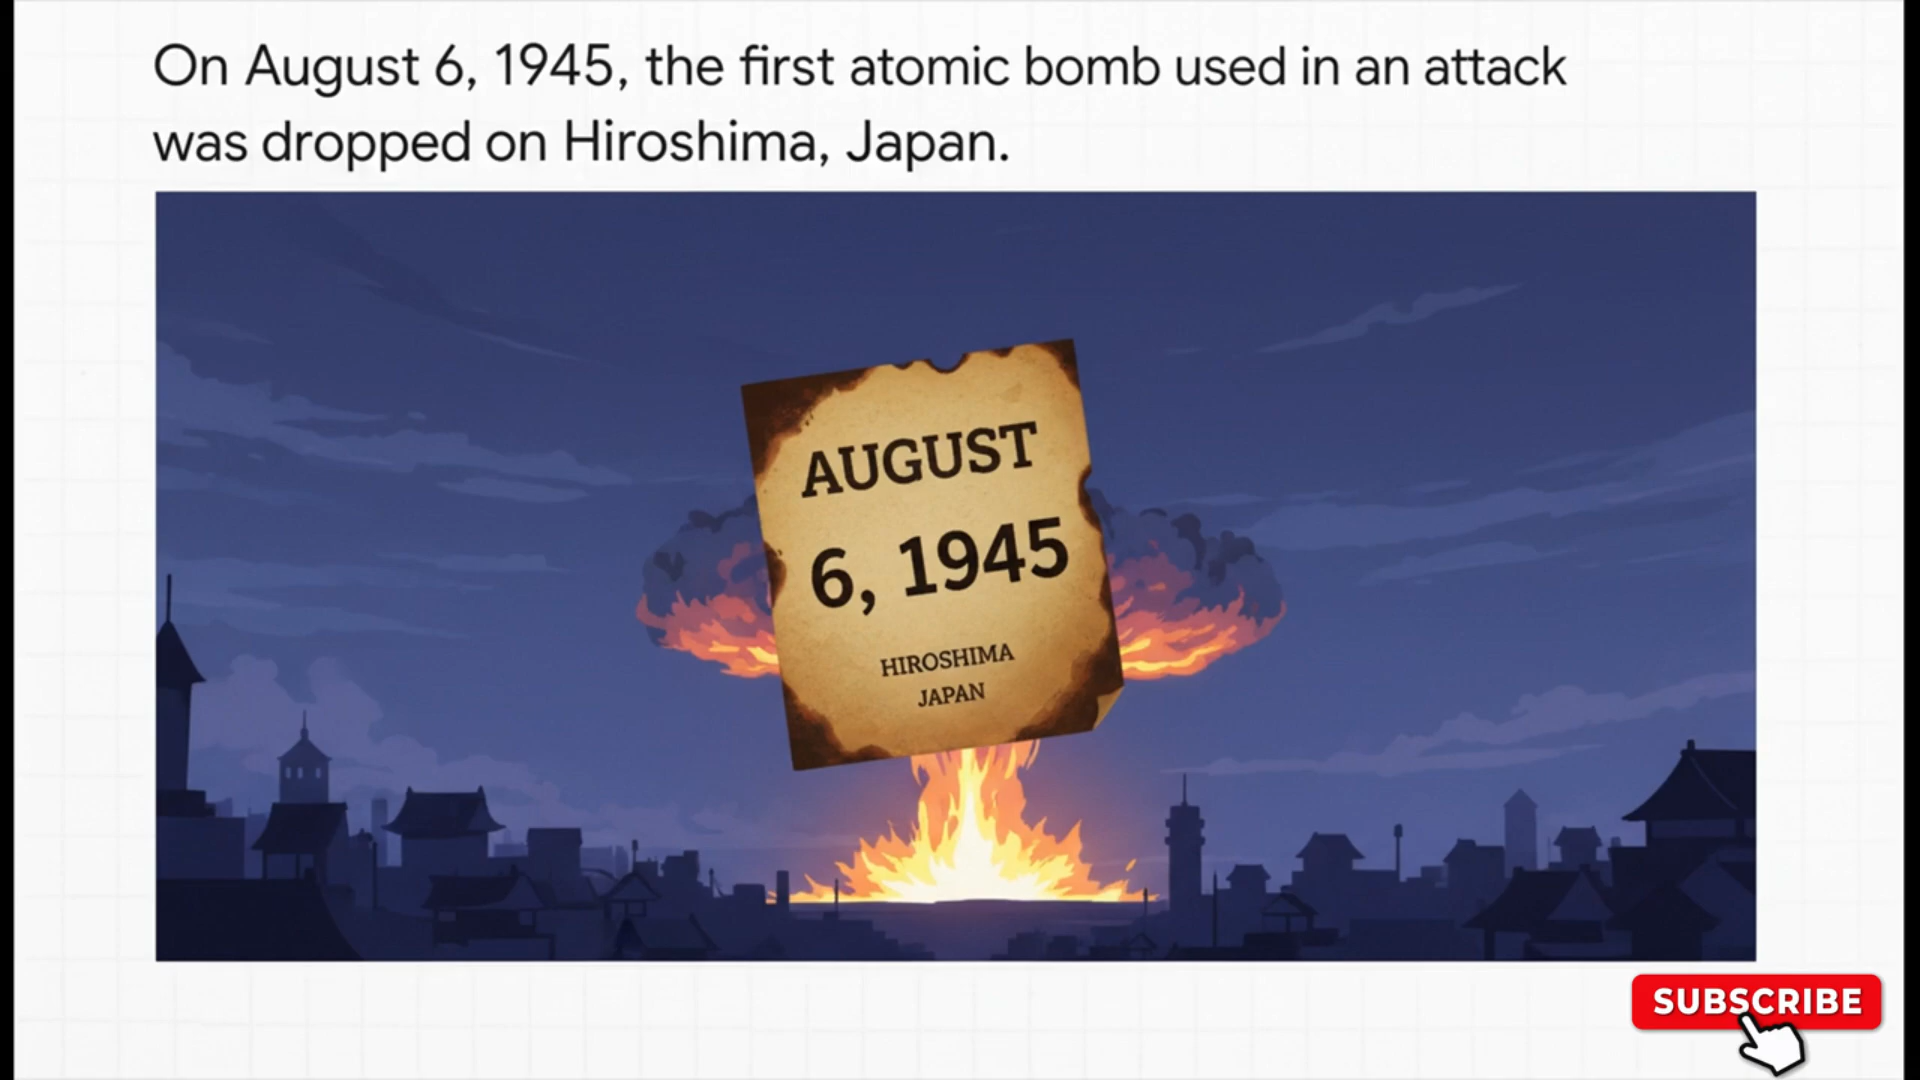 On August 6, 1945, the first atomic bomb used in an attack
was dropped on Hiroshima, Japan.
AUGUST
6, 1945
HIROSHIMA
JAPAN
SUBSCRIBE